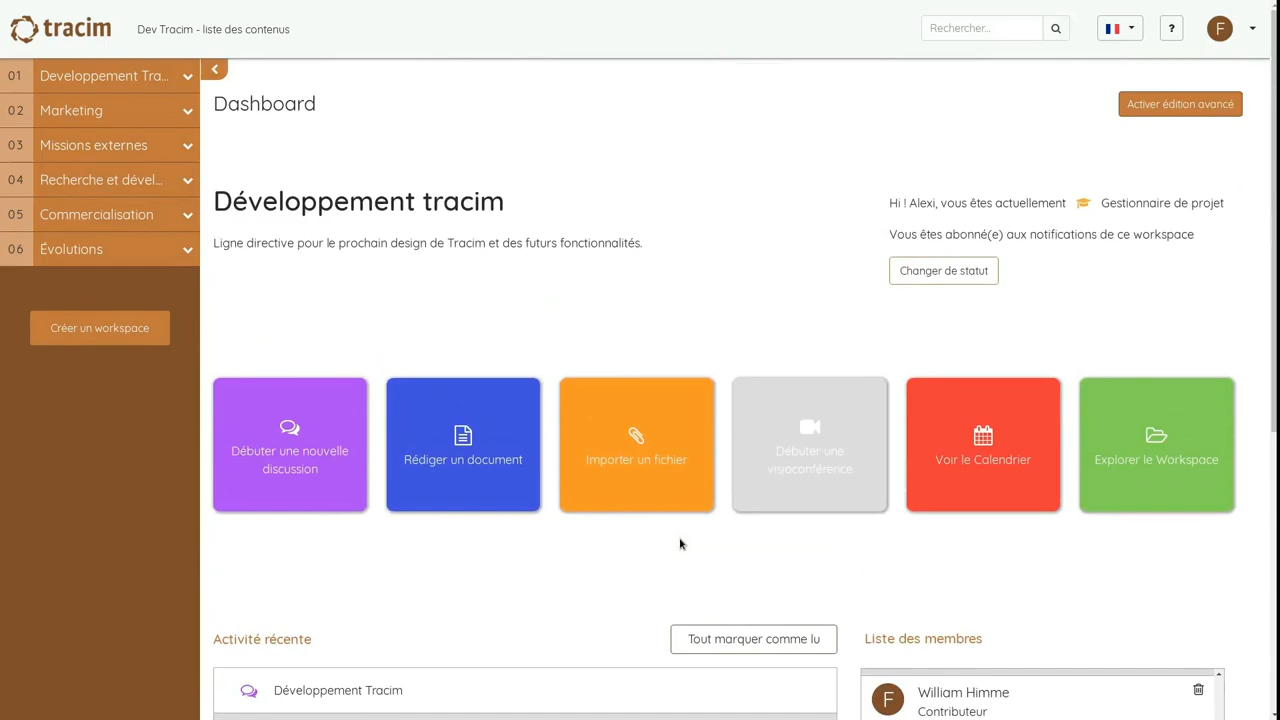 tracim
Dev Tracim - liste des contenus
Rechercher...
?
F
01 Developpement Tra...
02 Marketing
03 Missions externes
04 Recherche et dével...
05 Commercialisation
06 Évolutions
Créer un workspace
Dashboard
Activer édition avancé
Développement tracim
Ligne directive pour le prochain design de Tracim et des futurs fonctionnalités.
Hi ! Alexi, vous êtes actuellement Gestionnaire de projet
Vous êtes abonné(e) aux notifications de ce workspace
Changer de statut
Débuter une nouvelle
discussion
Rédiger un document
Importer un fichier
Débuter une
visioconférence
Voir le Calendrier
Explorer le Workspace
Activité récente
Tout marquer comme lu
Développement Tracim
Liste des membres
F
William Himme
Contributeur